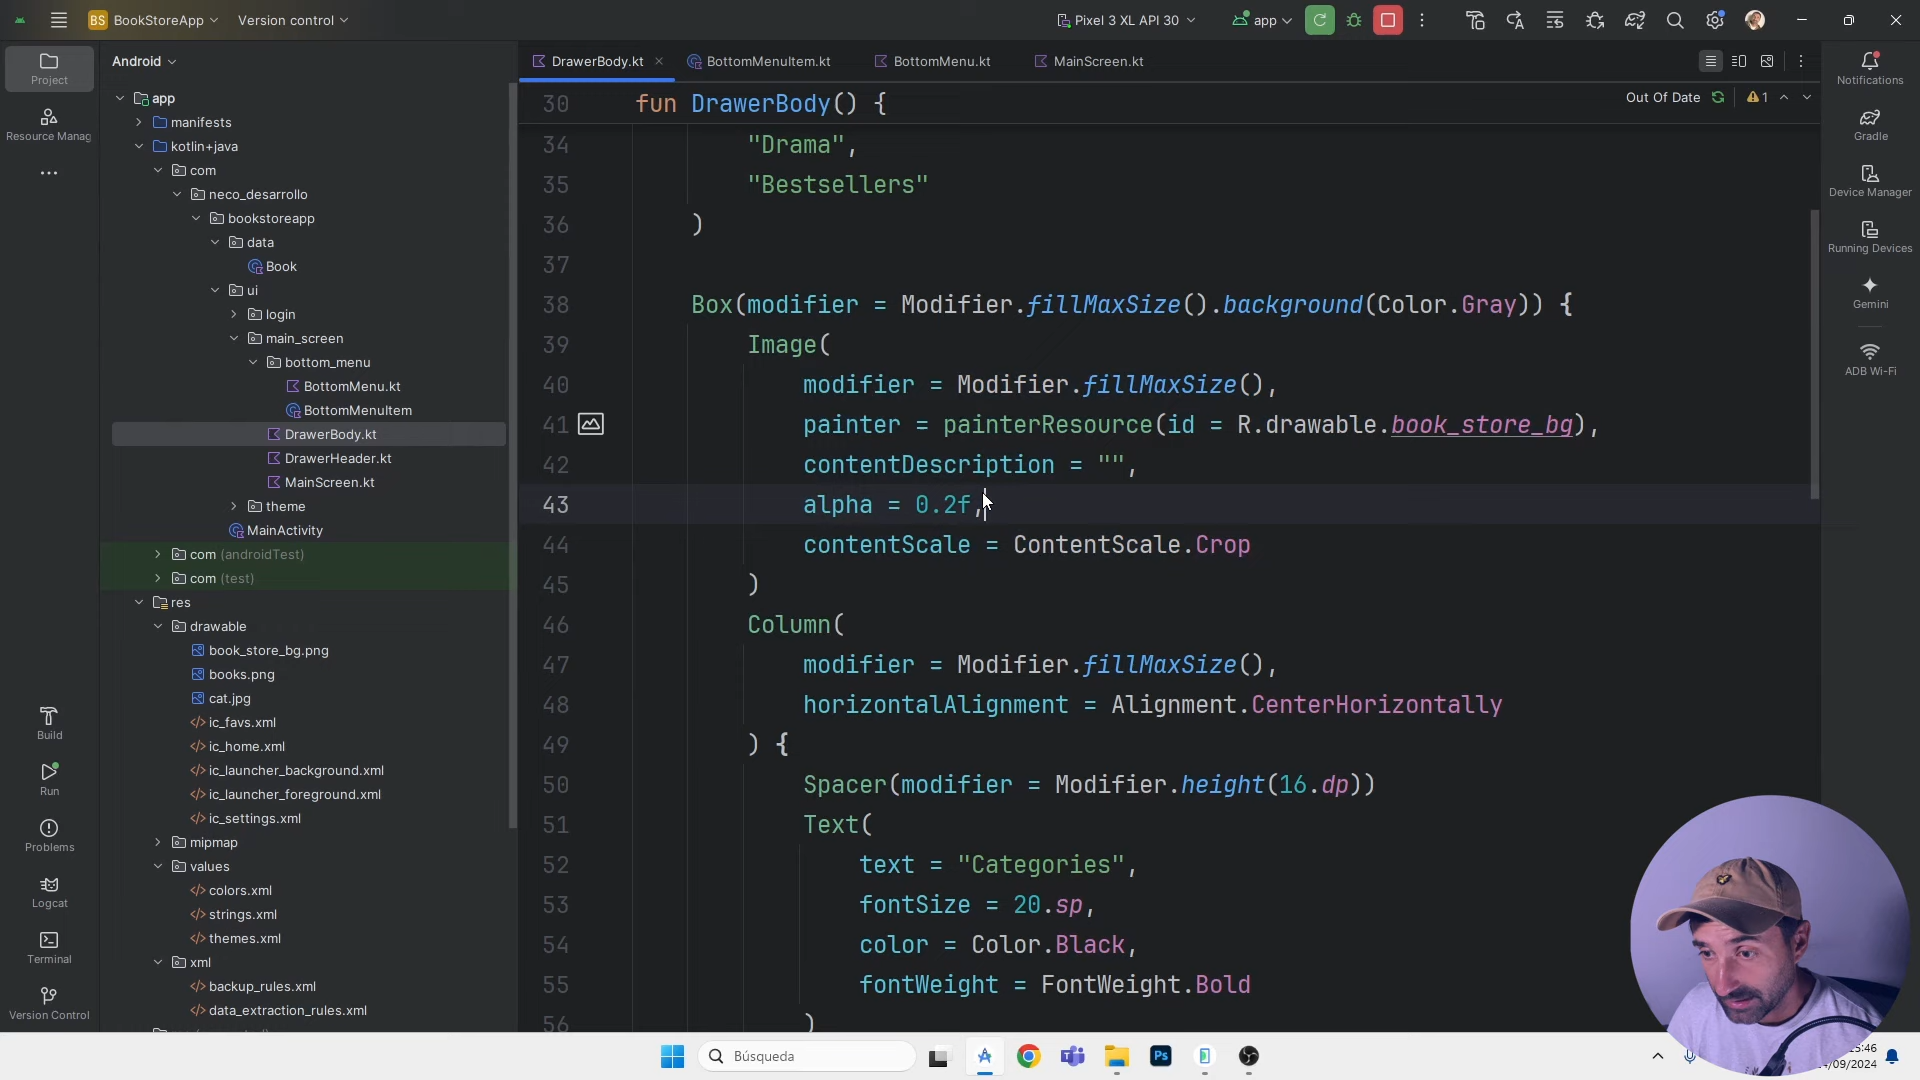 BS BookStoreApp Version control Pixel 3 XL API 30 app
Project
Resource Manag
Android
app
manifests
kotlin+java
com
neco_desarrollo
bookstoreapp
data
Book
ui
login
main_screen
bottom_menu
BottomMenu.kt
BottomMenuItem
DrawerBody.kt
DrawerHeader.kt
MainScreen.kt
theme
MainActivity
com (androidTest)
com (test)
res
drawable
book_store_bg.png
books.png
cat.jpg
ic_favs.xml
ic_home.xml
ic_launcher_background.xml
ic_launcher_foreground.xml
ic_settings.xml
mipmap
values
colors.xml
strings.xml
themes.xml
xml
backup_rules.xml
data_extraction_rules.xml
Build
Run
Problems
Logcat
Terminal
Version Control
DrawerBody.kt BottomMenuItem.kt BottomMenu.kt MainScreen.kt
Out Of Date 1
30 fun DrawerBody() {
34 "Drama",
35 "Bestsellers"
36 )
37
38 Box(modifier = Modifier.fillMaxSize().background(Color.Gray)) {
39 Image(
40 modifier = Modifier.fillMaxSize(),
41 painter = painterResource(id = R.drawable.book_store_bg),
42 contentDescription = "",
43 alpha = 0.2f,
44 contentScale = ContentScale.Crop
45 )
46 Column(
47 modifier = Modifier.fillMaxSize(),
48 horizontalAlignment = Alignment.CenterHorizontally
49 ) {
50 Spacer(modifier = Modifier.height(16.dp))
51 Text(
52 text = "Categories",
53 fontSize = 20.sp,
54 color = Color.Black,
55 fontWeight = FontWeight.Bold
56 )
Notifications
Gradle
Device Manager
Running Devices
Gemini
ADB Wi-Fi
Búsqueda
Ps